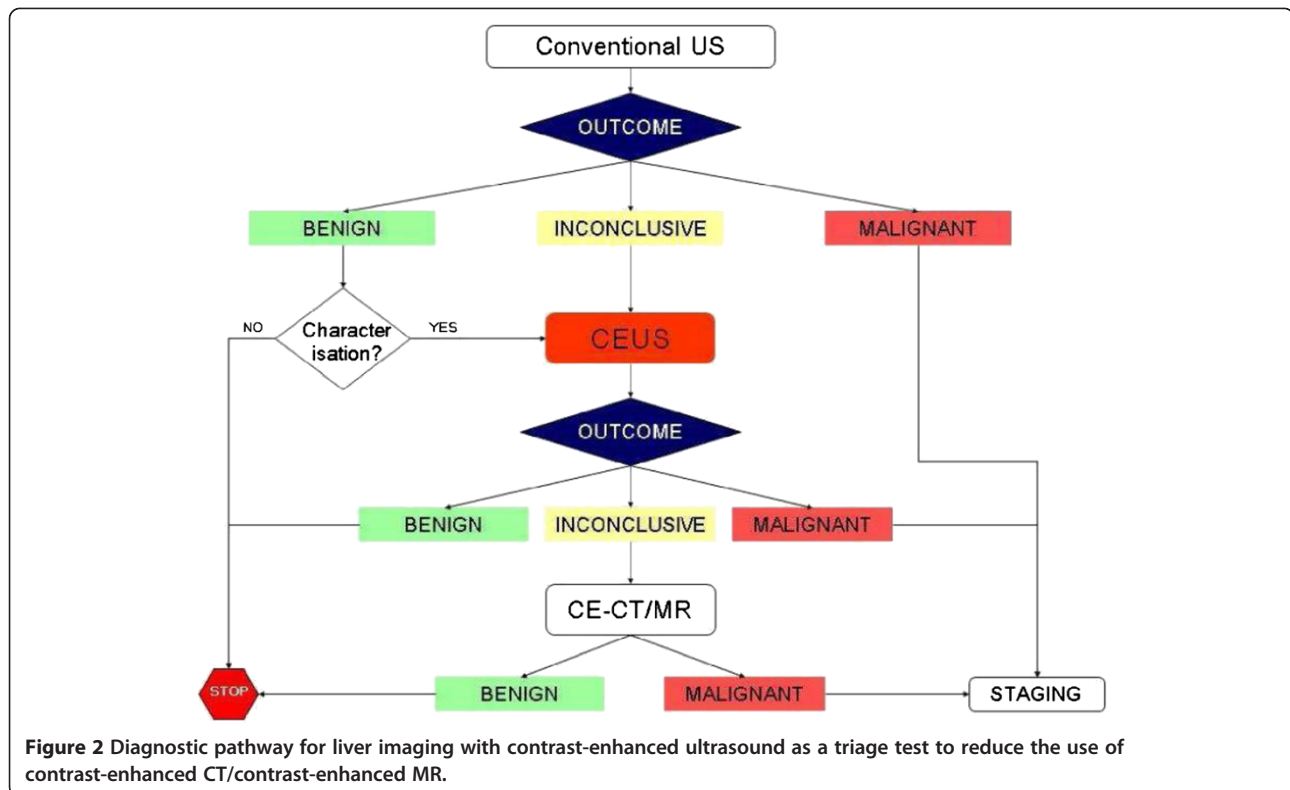 Conventional US
OUTCOME
BENIGN
INCONCLUSIVE
MALIGNANT
NO
Character
isation?
YES
CEUS
OUTCOME
BENIGN
INCONCLUSIVE
MALIGNANT
CE-CT/MR
STOP
BENIGN
MALIGNANT
STAGING
Figure 2 Diagnostic pathway for liver imaging with contrast-enhanced ultrasound as a triage test to reduce the use of
contrast-enhanced CT/contrast-enhanced MR.